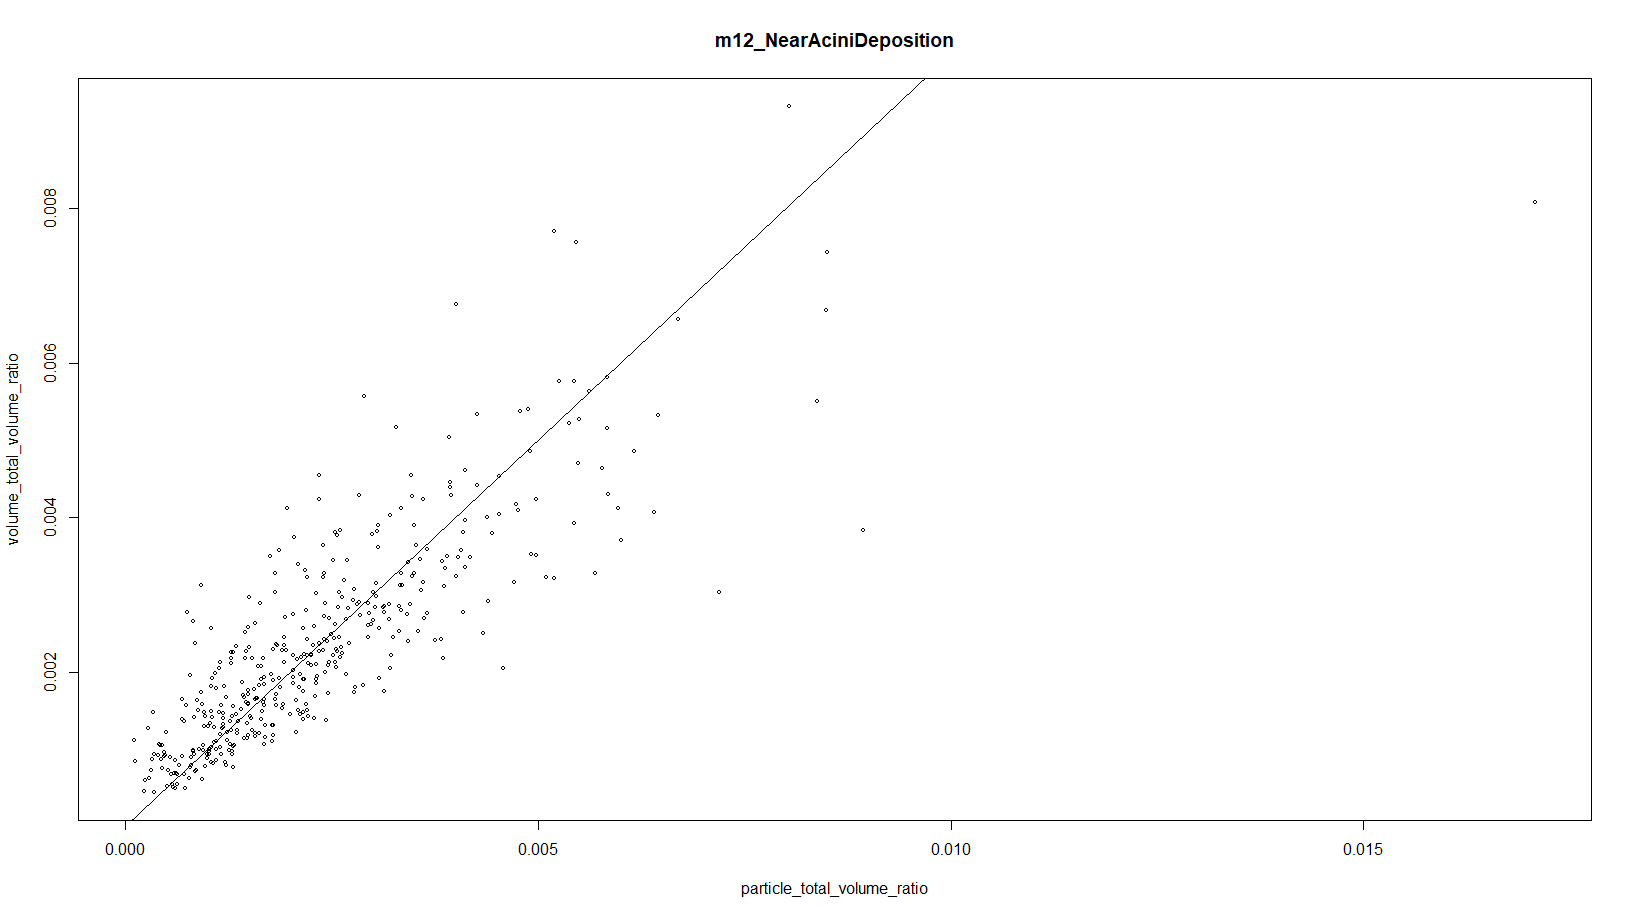 m12_NearAciniDeposition
volume_total_volume_ratio
0.008
0.006
0.004
0.002
0.000 0.005 0.010 0.015
particle_total_volume_ratio